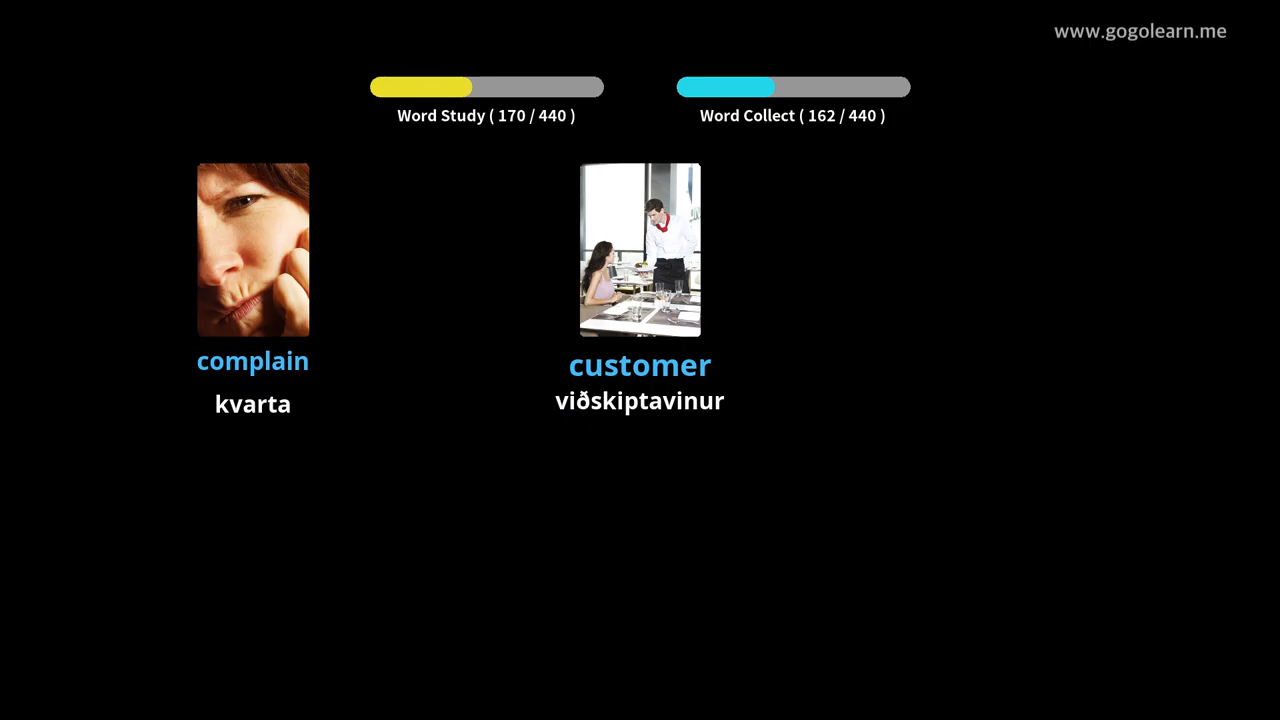 www.gogolearn.me
Word Study ( 170 / 440 )
Word Collect ( 162 / 440 )
complain
kvarta
customer
viðskiptavinur